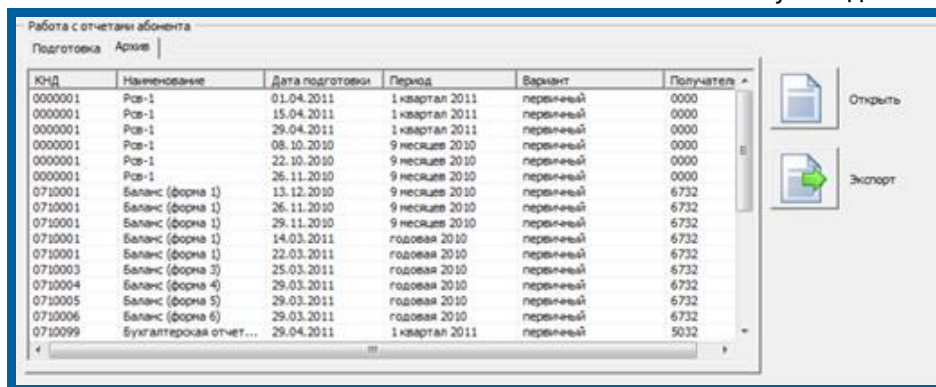 Работа с отчетами абонента
Подготовка Архив
КНД Наименование Дата подготовки Период Вариант Получатель
0000001 Рсв-1 01.04.2011 1 квартал 2011 первичный 0000
0000001 Рсв-1 15.04.2011 1 квартал 2011 первичный 0000
0000001 Рсв-1 29.04.2011 1 квартал 2011 первичный 0000
0000001 Рсв-1 08.10.2010 9 месяцев 2010 первичный 0000
0000001 Рсв-1 22.10.2010 9 месяцев 2010 первичный 0000
0000001 Рсв-1 26.11.2010 9 месяцев 2010 первичный 0000
0710001 Баланс (форма 1) 13.12.2010 9 месяцев 2010 первичный 6732
0710001 Баланс (форма 1) 26.11.2010 9 месяцев 2010 первичный 6732
0710001 Баланс (форма 1) 29.11.2010 9 месяцев 2010 первичный 6732
0710001 Баланс (форма 1) 14.03.2011 годовая 2010 первичный 6732
0710001 Баланс (форма 1) 22.03.2011 годовая 2010 первичный 6732
0710003 Баланс (форма 3) 25.03.2011 годовая 2010 первичный 6732
0710004 Баланс (форма 4) 29.03.2011 годовая 2010 первичный 6732
0710005 Баланс (форма 5) 29.03.2011 годовая 2010 первичный 6732
0710006 Баланс (форма 6) 29.03.2011 годовая 2010 первичный 6732
0710099 Бухгалтерская отчет... 29.04.2011 1 квартал 2011 первичный 5032
Открыть
Экспорт